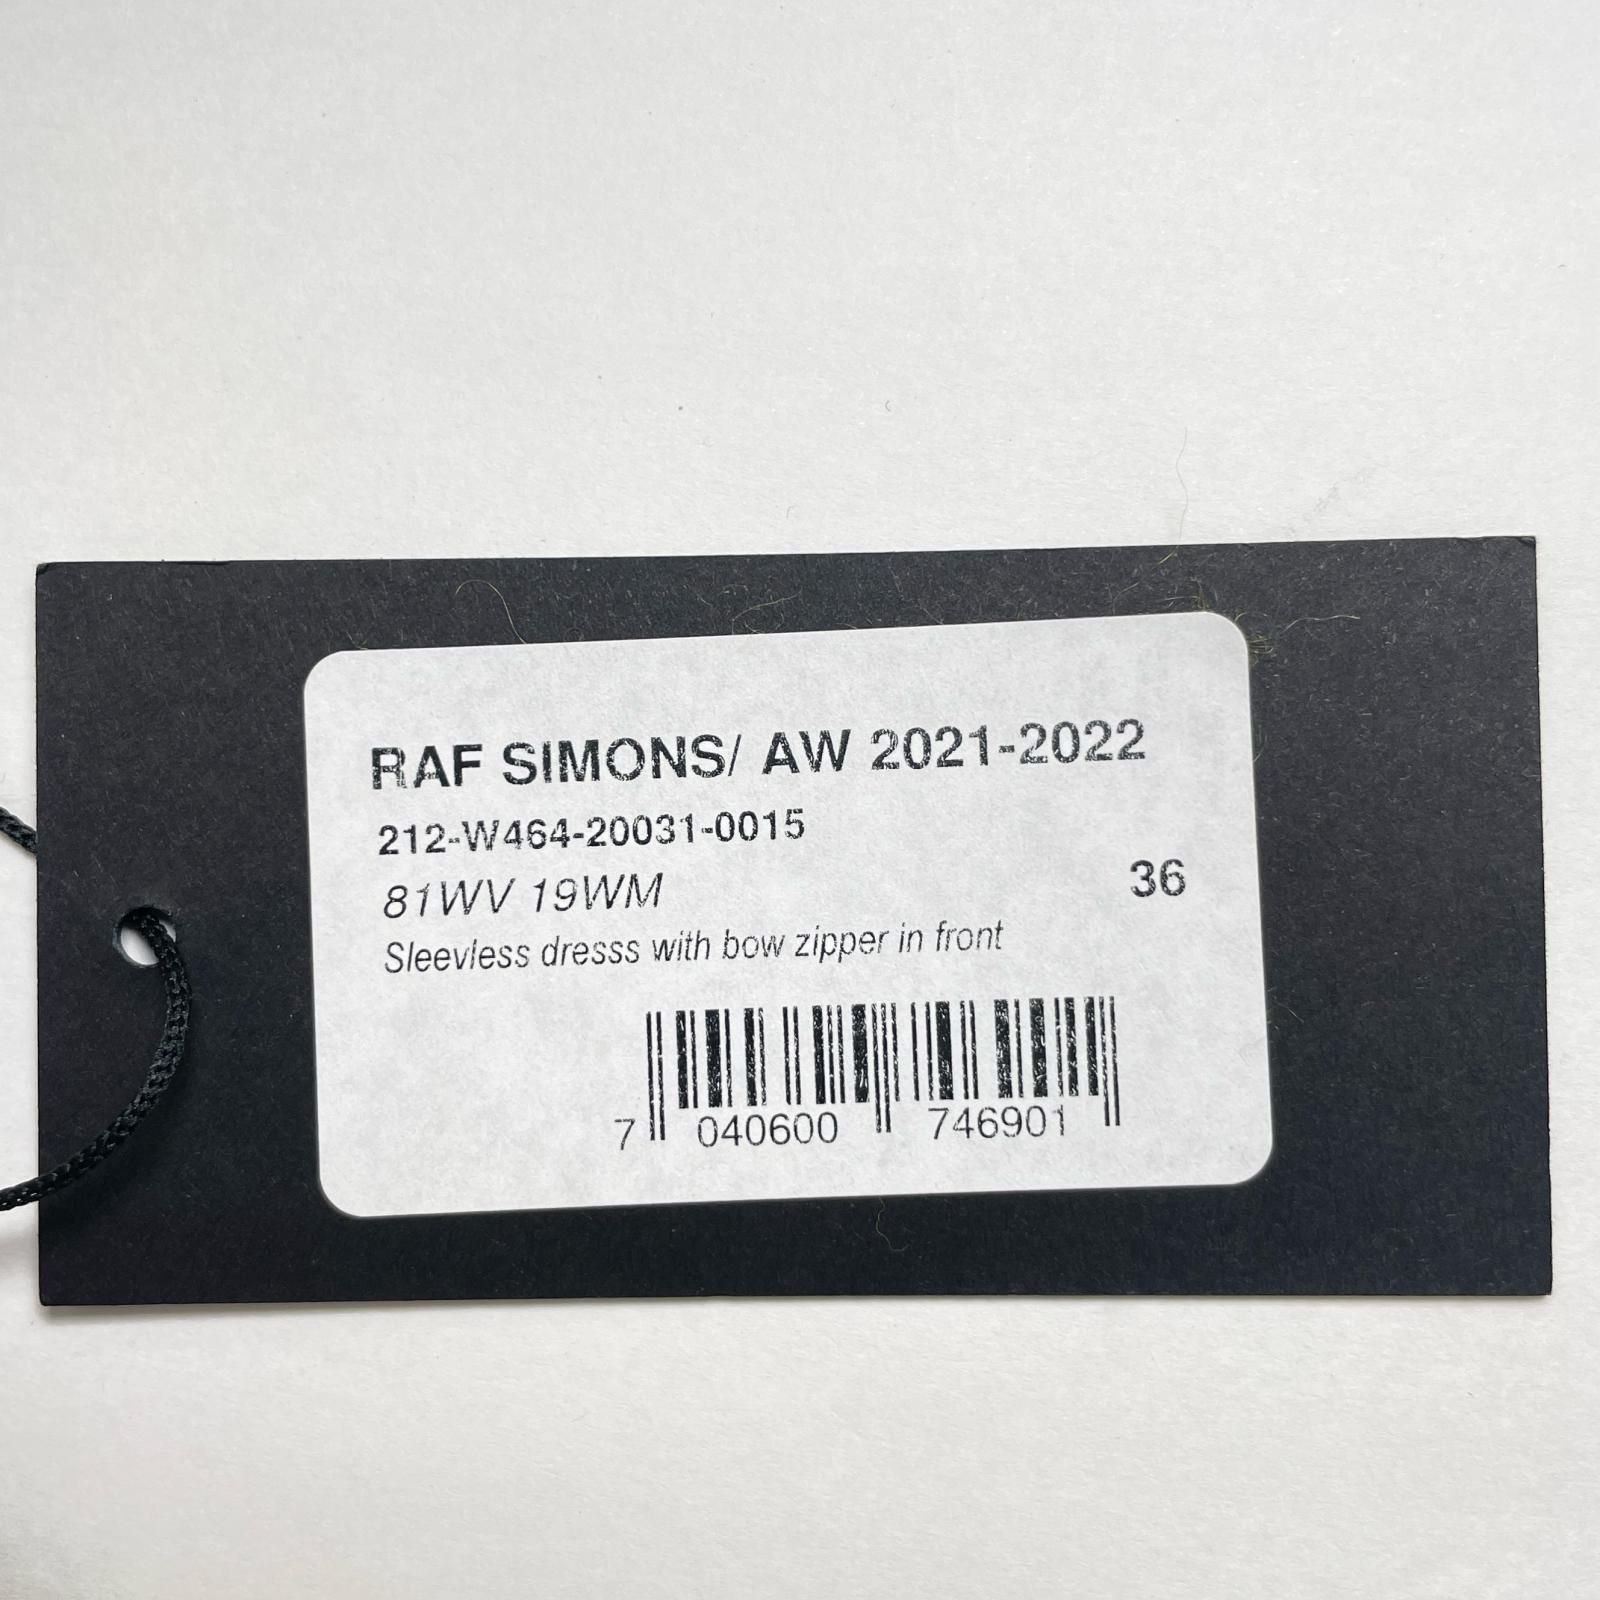 RAF SIMONS/ AW 2021-2022
212-W464-20031-0015
81WV 19WM
36
Sleevless dresss with bow zipper in front
7 040600 746901